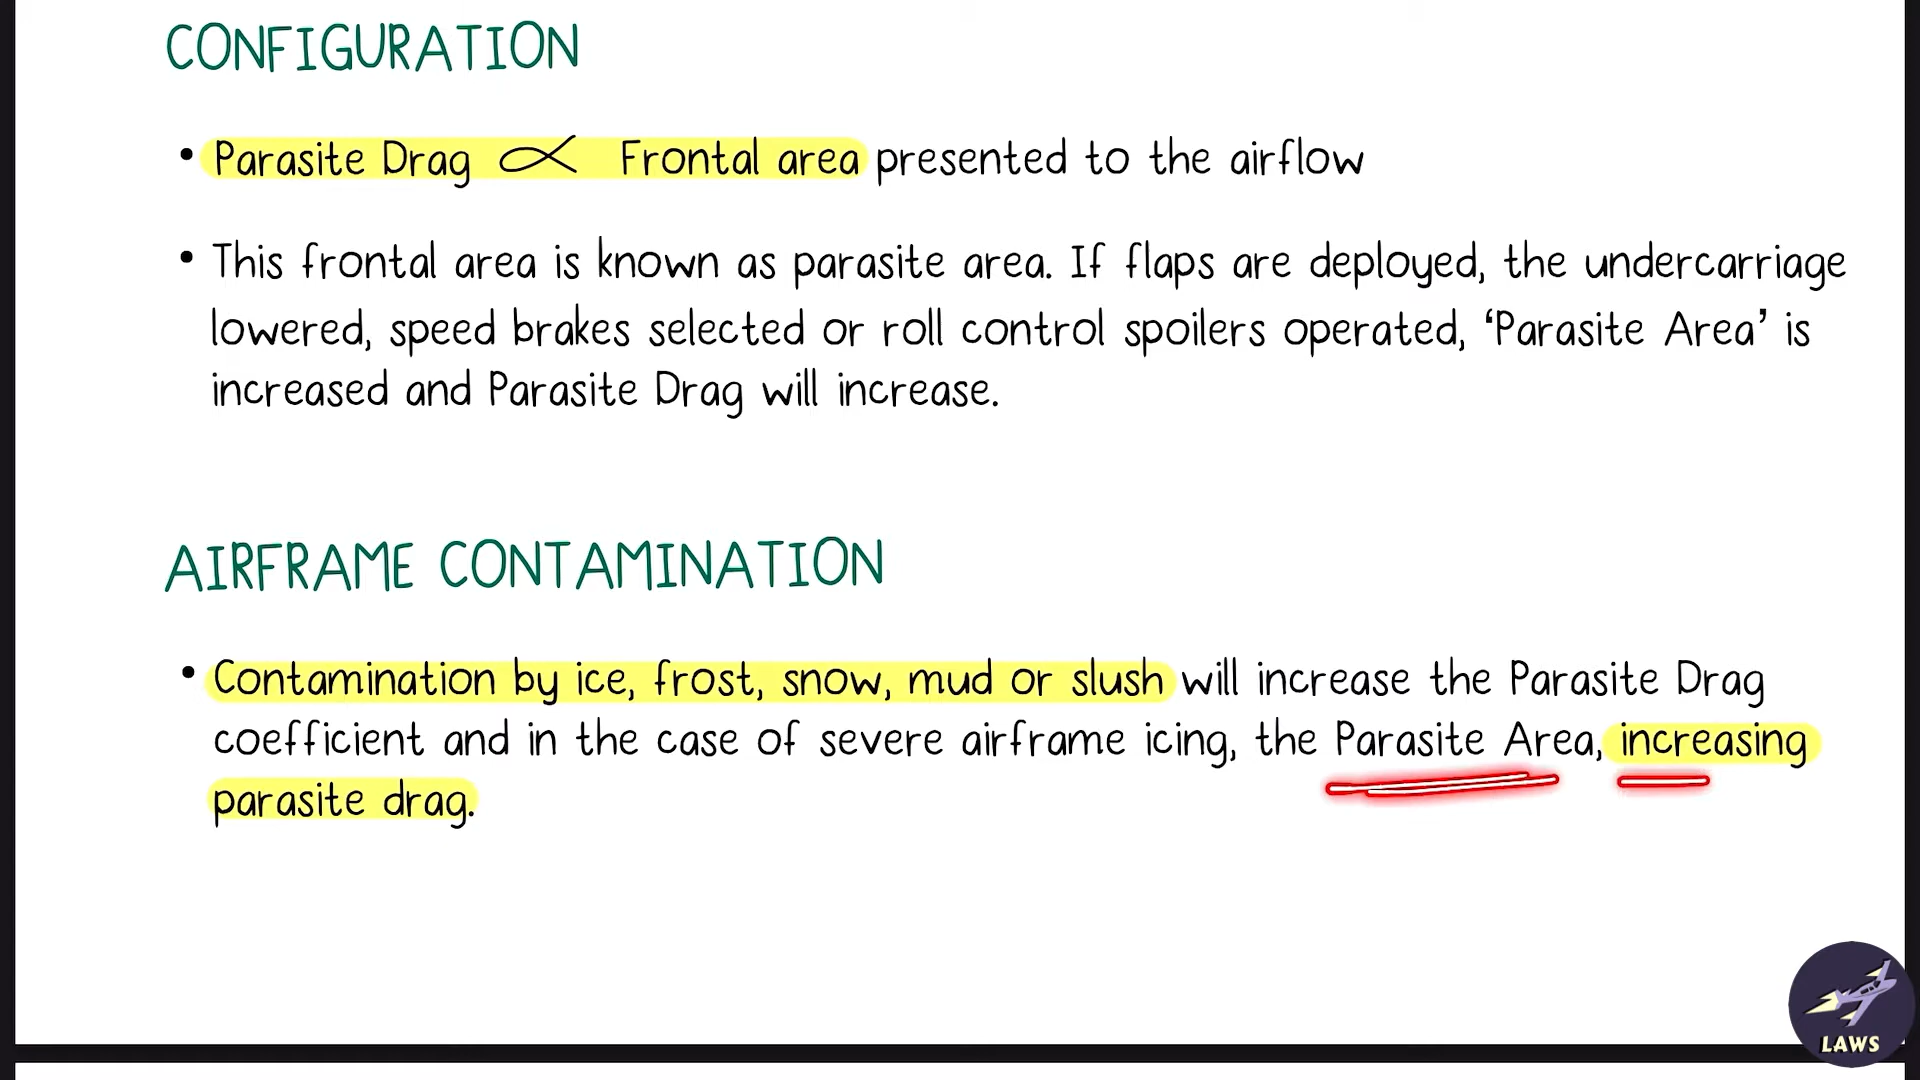 CONFIGURATION
• Parasite Drag ∝ Frontal area presented to the airflow
• This frontal area is known as parasite area. If flaps are deployed, the undercarriage
lowered, speed brakes selected or roll control spoilers operated, ‘Parasite Area’ is
increased and Parasite Drag will increase.
AIRFRAME CONTAMINATION
• Contamination by ice, frost, snow, mud or slush will increase the Parasite Drag
coefficient and in the case of severe airframe icing, the Parasite Area, increasing
parasite drag.
LAWS